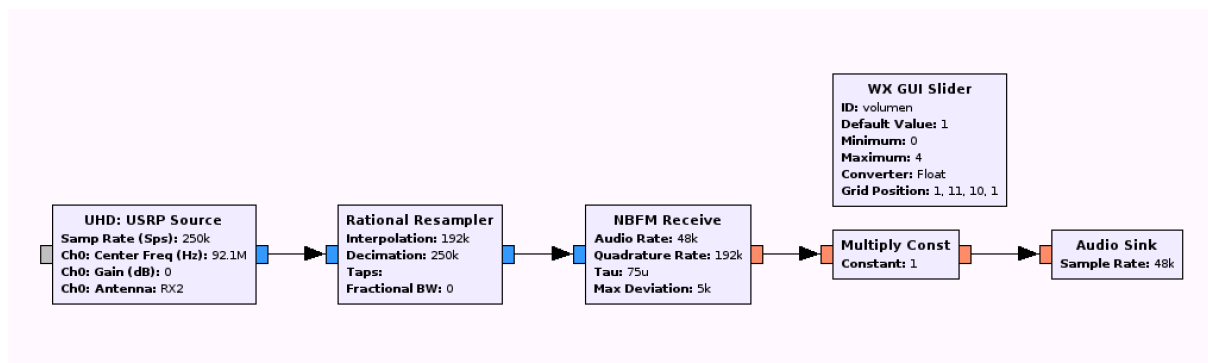 WX GUI Slider
ID: volumen
Default Value: 1
Minimum: 0
Maximum: 4
Converter: Float
Grid Position: 1, 11, 10, 1
UHD: USRP Source
Samp Rate (Sps): 250k
Ch0: Center Freq (Hz): 92.1M
Ch0: Gain (dB): 0
Ch0: Antenna: RX2
Rational Resampler
Interpolation: 192k
Decimation: 250k
Taps:
Fractional BW: 0
NBFM Receive
Audio Rate: 48k
Quadrature Rate: 192k
Tau: 75u
Max Deviation: 5k
Multiply Const
Constant: 1
Audio Sink
Sample Rate: 48k